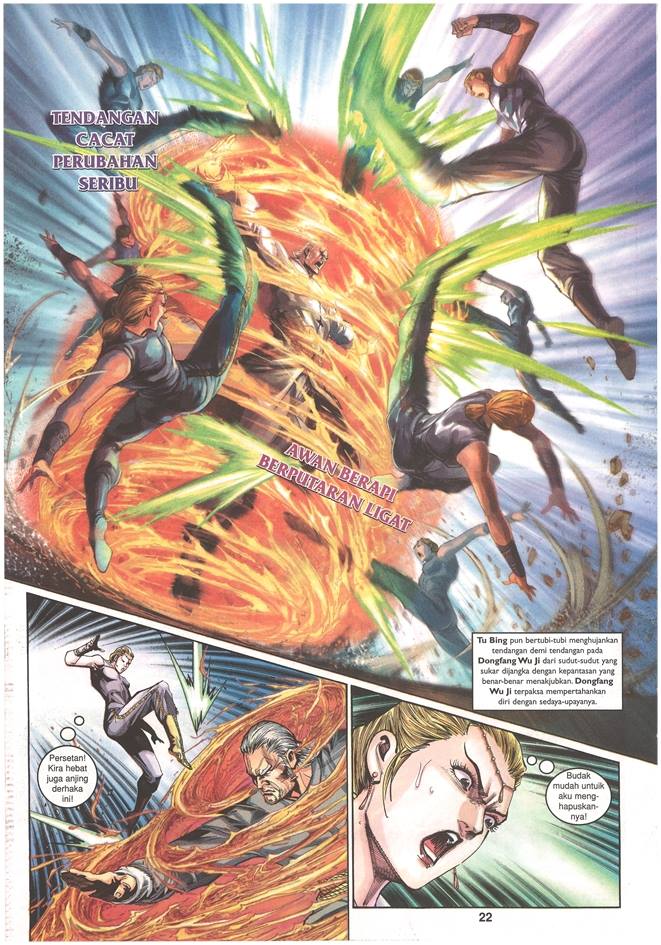 TENDANGAN
CACAT
PERUBAHAN
SERIBU
AWAN BERAPI
BERPUTARAN LIGAT
Tu Bing pun bertubi-tubi menghujankan
tendangan demi tendangan pada
Dongfang Wu Ji dari sudut-sudut yang
sukar dijangka dengan kepantasan yang
benar-benar menakjubkan. Dongfang
Wu Ji terpaksa mempertahankan
diri dengan sedaya-upayanya.
Persetan!
Kira hebat
juga anjing
derhaka
ini!
Budak
mudah untuik
aku meng-
hapuskan-
nya!
22